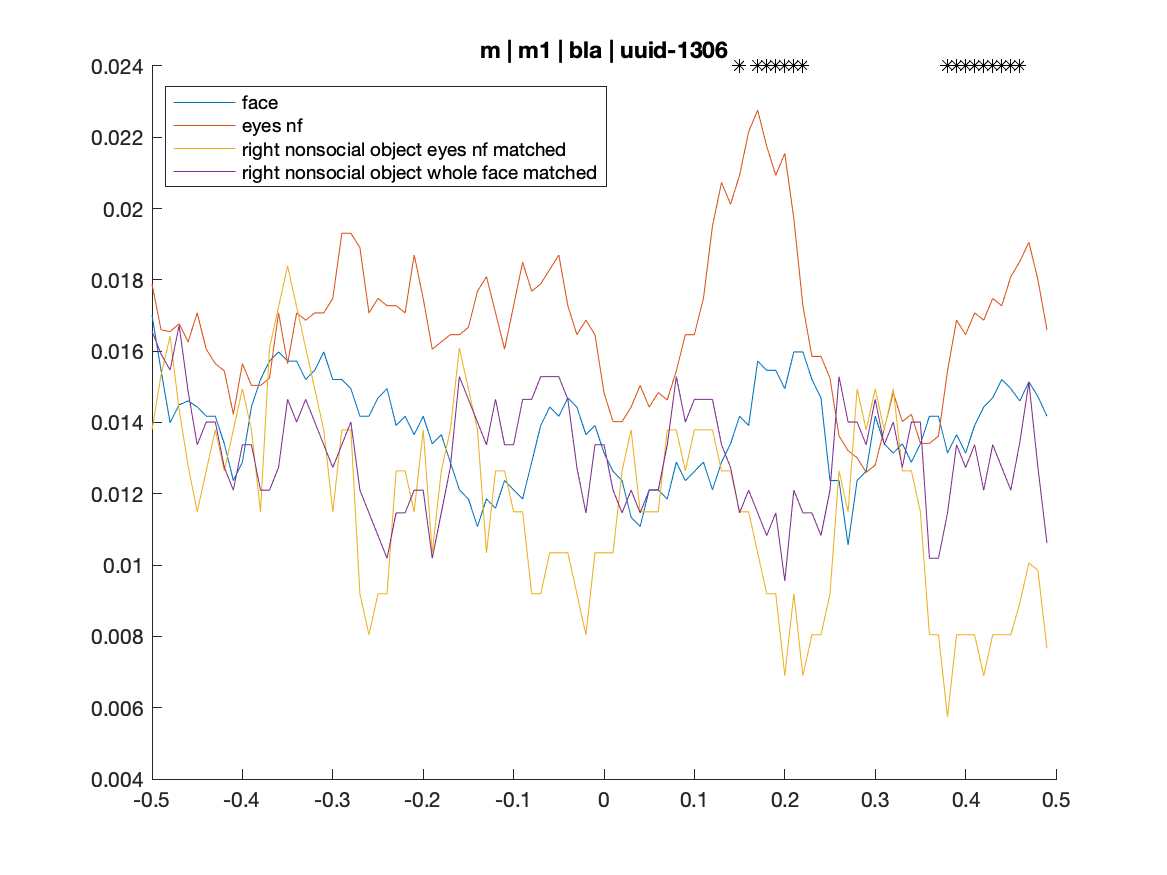 m | m1 | bla | uuid-1306
0.024
0.022
0.02
0.018
0.016
0.014
0.012
0.01
0.008
0.006
0.004
face
eyes nf
right nonsocial object eyes nf matched
right nonsocial object whole face matched
-0.5 -0.4 -0.3 -0.2 -0.1 0 0.1 0.2 0.3 0.4 0.5